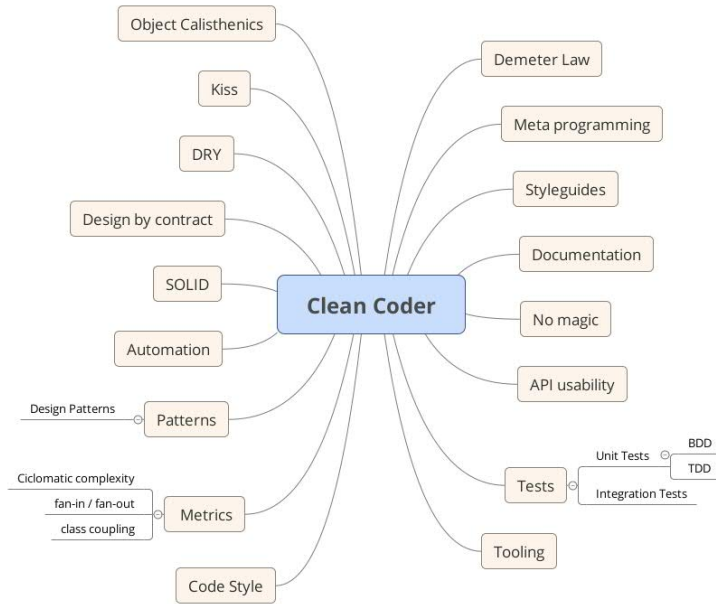 Object Calisthenics
Kiss
DRY
Design by contract
SOLID
Automation
Design Patterns
Patterns
Ciclomatic complexity
fan-in / fan-out
class coupling
Metrics
Code Style
Clean Coder
Demeter Law
Meta programming
Styleguides
Documentation
No magic
API usability
Tests
Unit Tests
BDD
TDD
Integration Tests
Tooling